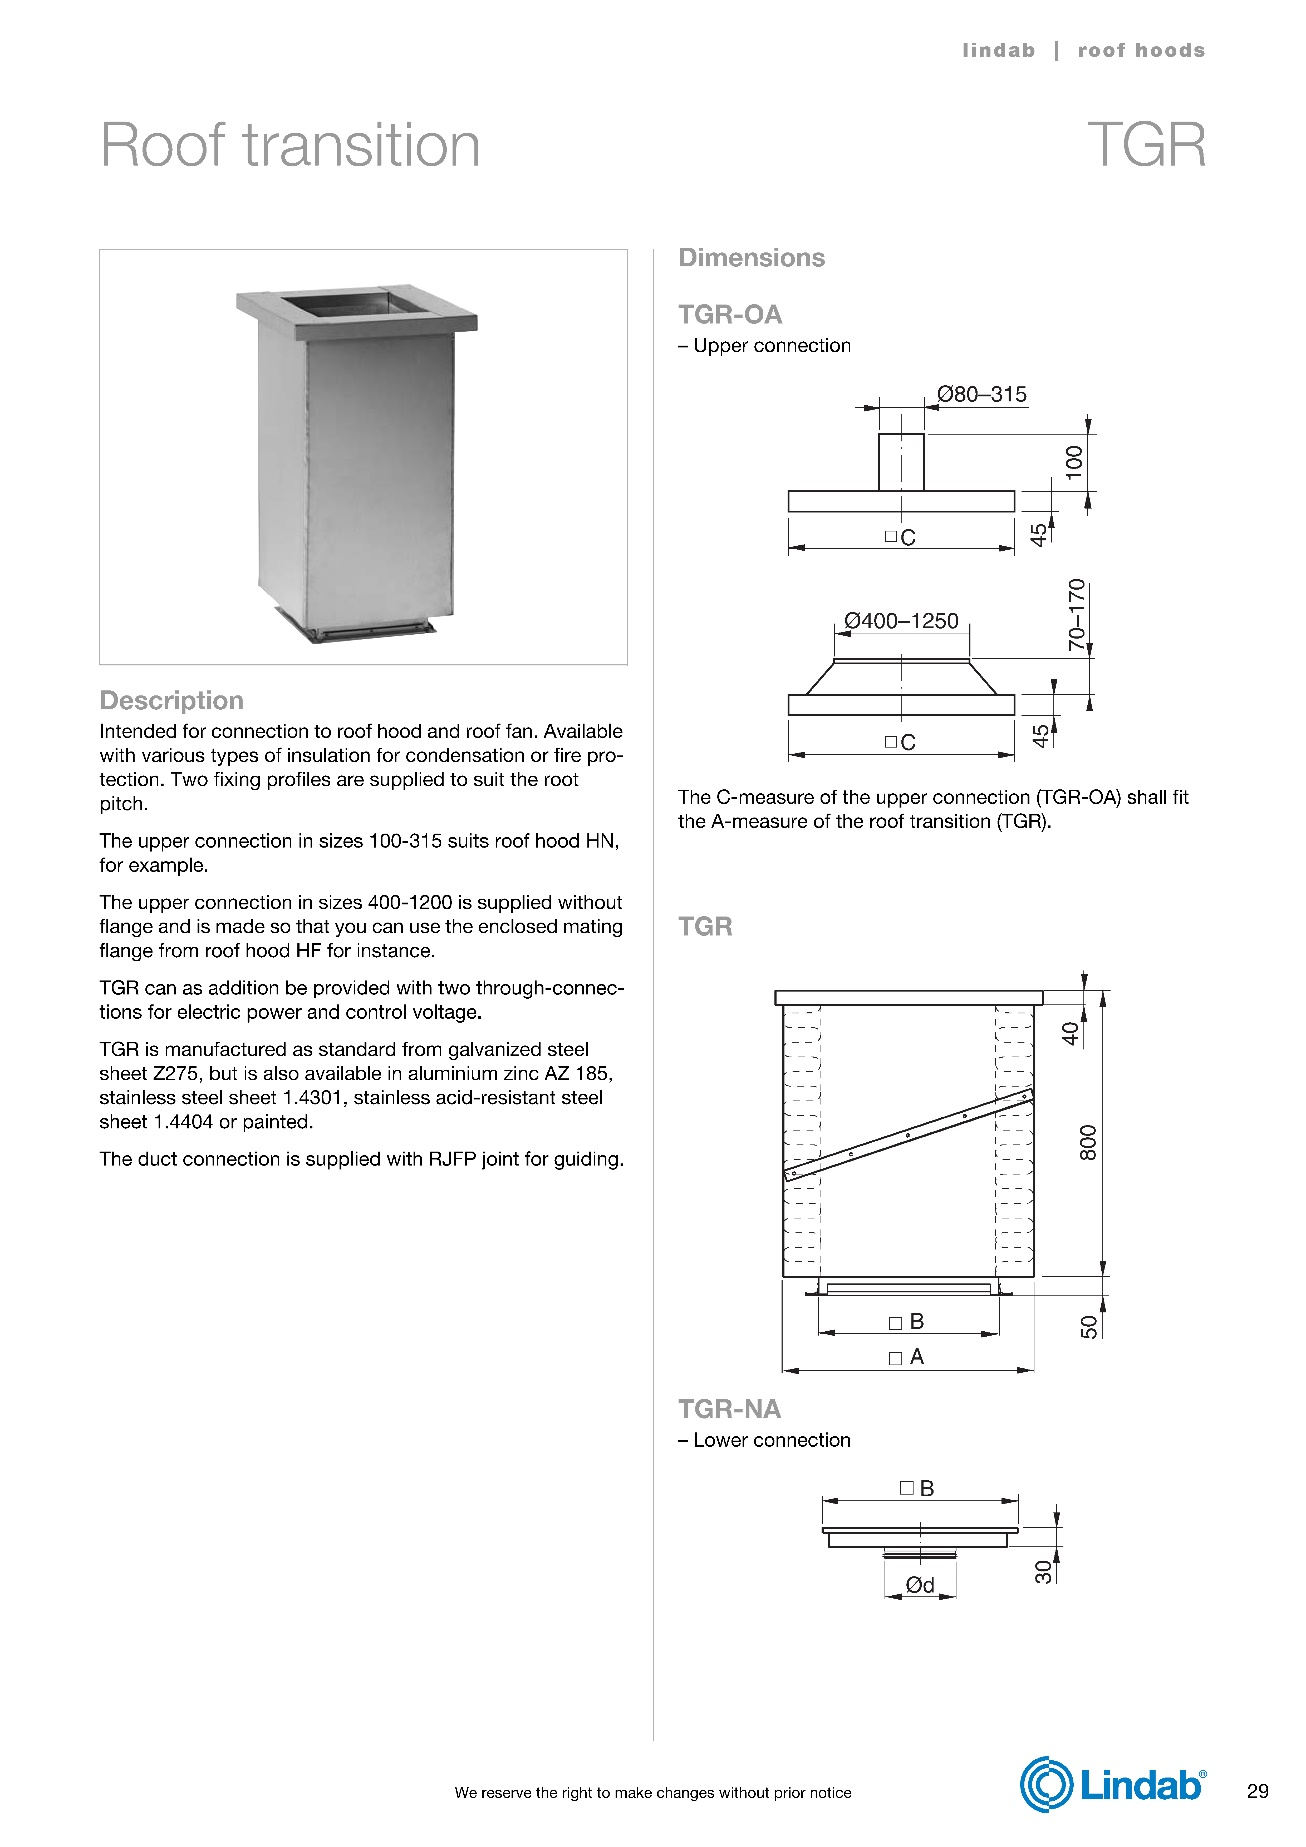 lindab | roof hoods
Roof transition
TGR
Description
Intended for connection to roof hood and roof fan. Available
with various types of insulation for condensation or fire pro-
tection. Two fixing profiles are supplied to suit the root
pitch.
The upper connection in sizes 100-315 suits roof hood HN,
for example.
The upper connection in sizes 400-1200 is supplied without
flange and is made so that you can use the enclosed mating
flange from roof hood HF for instance.
TGR can as addition be provided with two through-connec-
tions for electric power and control voltage.
TGR is manufactured as standard from galvanized steel
sheet Z275, but is also available in aluminium zinc AZ 185,
stainless steel sheet 1.4301, stainless acid-resistant steel
sheet 1.4404 or painted.
The duct connection is supplied with RJFP joint for guiding.
Dimensions
TGR-OA
– Upper connection
Ø80–315
100
□ C
45
Ø400–1250
70–170
□ C
45
The C-measure of the upper connection (TGR-OA) shall fit
the A-measure of the roof transition (TGR).
TGR
40
800
50
□ B
□ A
TGR-NA
– Lower connection
□ B
30
Ød
We reserve the right to make changes without prior notice
Lindab®
29